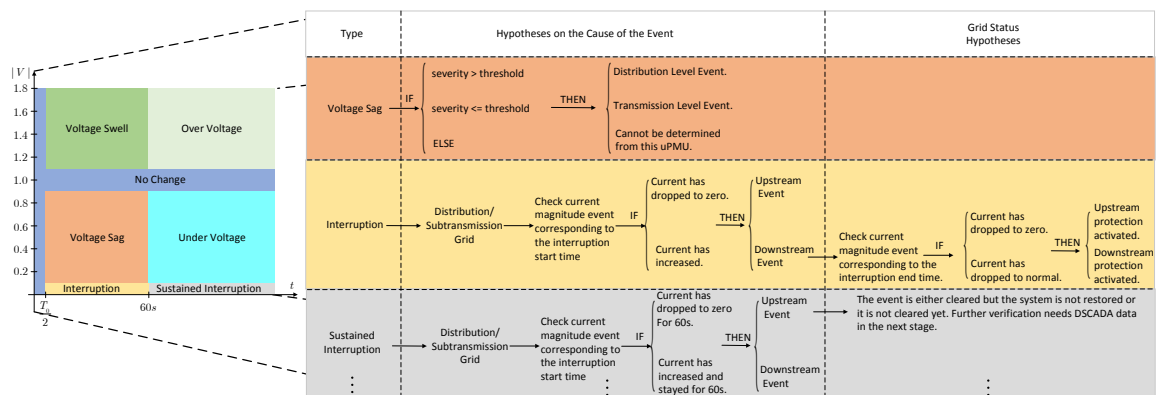 |V|
1.8
1.6
1.4
1.2
1.0
0.8
0.6
0.4
0.2
Voltage Swell
Over Voltage
No Change
Voltage Sag
Under Voltage
Interruption
Sustained Interruption
t
T₀
2
60s
Type
Hypotheses on the Cause of the Event
Grid Status
Hypotheses
Voltage Sag
IF
severity > threshold
severity <= threshold
ELSE
THEN
Distribution Level Event.
Transmission Level Event.
Cannot be determined
from this uPMU.
Interruption
Distribution/
Subtransmission
Grid
Check current
magnitude event
corresponding to
the interruption
start time
IF
Current has
dropped to zero.
Current has
increased.
THEN
Upstream
Event
Downstream
Event
Check current
magnitude event
corresponding to the
interruption end time.
IF
Current has
dropped to zero.
Current has
dropped to normal.
THEN
Upstream
protection
activated.
Downstream
protection
activated.
Sustained
Interruption
Distribution/
Subtransmission
Grid
Check current
magnitude event
corresponding to
the interruption
start time
IF
Current has
dropped to zero
For 60s.
Current has
increased and
stayed for 60s.
THEN
Upstream
Event
Downstream
Event
The event is either cleared but the system is not restored or
it is not cleared yet. Further verification needs DSCADA data
in the next stage.